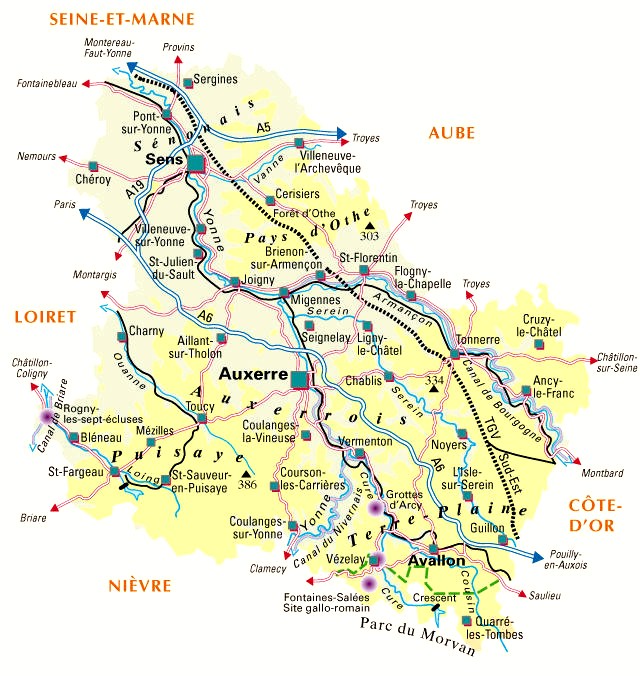 SEINE-ET-MARNE
Montereau-
Faut-Yonne
Provins
Fontainebleau
Sergines
Pont-
sur-Yonne
Sénonais
A5
Troyes
AUBE
Nemours
Sens
Villeneuve-
l'Archevêque
Vanne
Chéroy
A19
Cerisiers
Paris
Forêt d'Othe
Troyes
Yonne
Pays d'Othe
303
Villeneuve-
sur-Yonne
St-Julien-
du-Sault
Brienon-
sur-Armençon
St-Florentin
Montargis
Joigny
Flogny-
la-Chapelle
Troyes
Migennes
Armançon
Serein
LOIRET
A6
Cruzy-
le-Châtel
Charny
Aillant-
sur-Tholon
Seignelay
Ligny-
le-Châtel
Tonnerre
Châtillon-
Coligny
Ouanne
Châtillon-
sur-Seine
Auxerre
Chablis
334
Canal de Bourgogne
Ancy-
le-Franc
Canal de Briare
Rogny-
les-sept-écluses
Toucy
Auxerrois
Serein
Bléneau
Mézilles
Coulanges-
la-Vineuse
TGV Sud-Est
Puisaye
Vermenton
Noyers
A6
Montbard
St-Fargeau
Loing
St-Sauveur-
en-Puisaye
386
Courson-
les-Carrières
Cure
L'Isle-
sur-Serein
Briare
Yonne
Grottes
d'Arcy
Terre Plaine
CÔTE-
D'OR
Coulanges-
sur-Yonne
Canal du Nivernais
Guillon
Clamecy
Vézelay
Avallon
Pouilly-
en-Auxois
NIÈVRE
Fontaines-Salées
Site gallo-romain
Cure
Crescent
Cousin
Saulieu
Parc du Morvan
Quarré-
les-Tombes